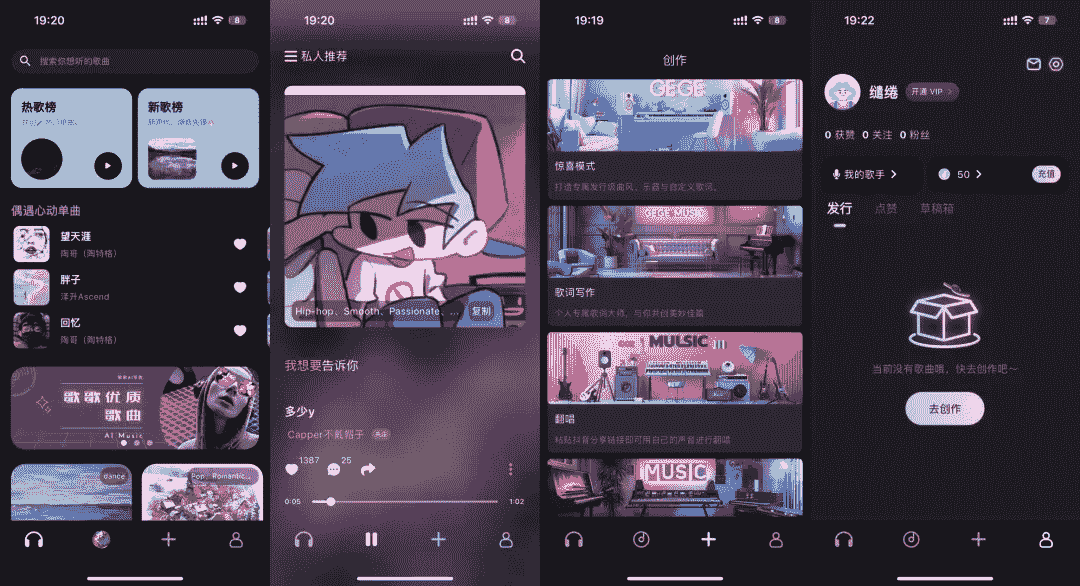 19:20
8
搜索你想听的歌曲
热歌榜
新歌榜
偶遇心动单曲
望天涯
陶哥（陶特格）
胖子
泽升Ascend
回忆
陶哥（陶特格）
歌歌优质
歌曲
AI Music
dance
Pop、Romantic...
19:20
8
私人推荐
Hip-hop、Smooth、Passionate、...
复制
我想要告诉你
多少y
Capper不戴帽子
关注
1387
25
0:05
1:02
19:19
8
创作
GEGE
惊喜模式
打造专属发行级曲风、乐器与自定义歌词。
GEGE MUSIC
歌词写作
个人专属歌词大师，与你共创美妙佳篇
MULSIC
翻唱
粘贴抖音分享链接即可用自己的声音进行翻唱
MUSIC
19:22
7
缱绻
开通 VIP
0 获赞 0 关注 0 粉丝
我的歌手
50
充值
发行
点赞
草稿箱
当前没有歌曲哦，快去创作吧～
去创作